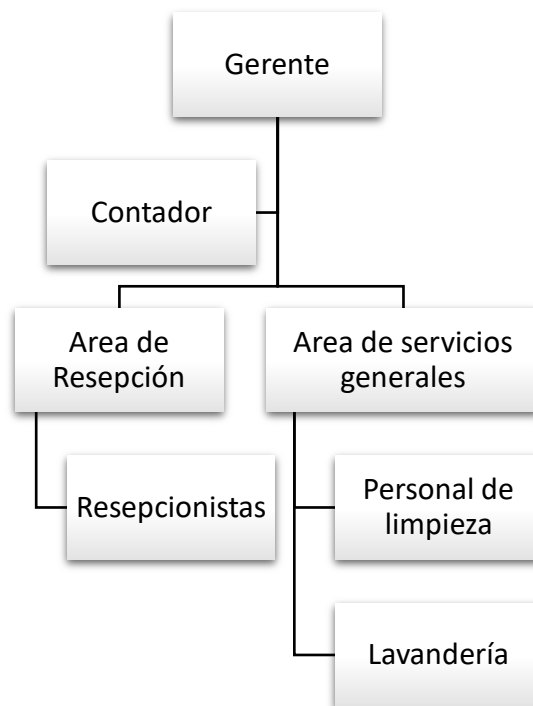 Gerente
Contador
Area de
Resepción
Area de servicios
generales
Resepcionistas
Personal de
limpieza
Lavandería